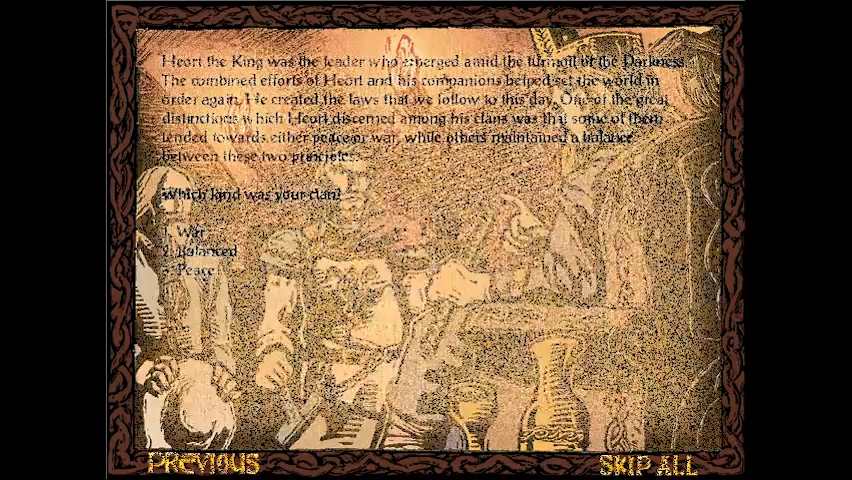 Heort the King was the leader who emerged amid the turmoil of the Darkness.
The combined efforts of Heort and his companions helped set the world in
order again. He created the laws that we follow to this day. One of the great
distinctions which Heort discerned among his clans was that some of them
tended towards either peace or war, while others maintained a balance
between these two principles.
Which kind was your clan?
1. War
2. Balanced
3. Peace
PREVIOUS
SKIP ALL